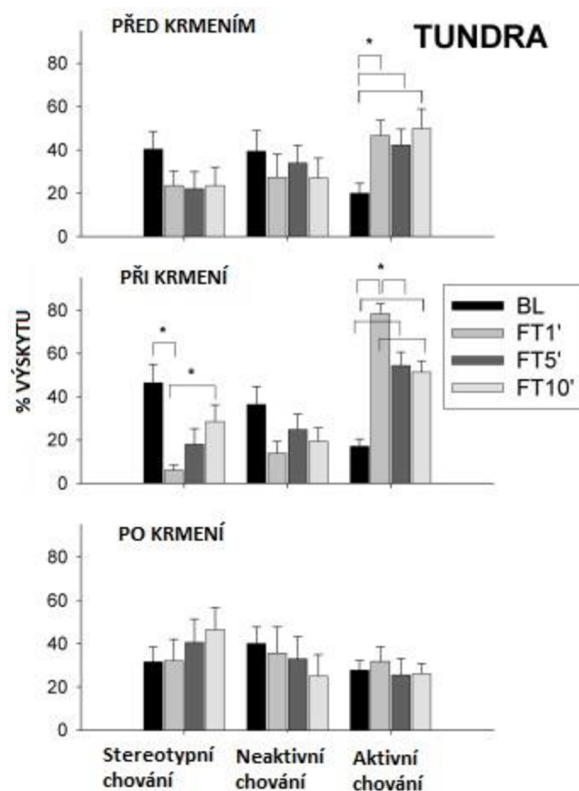 PŘED KRMENÍM
TUNDRA
*
80
60
40
20
0
PŘI KRMENÍ
*
*
*
80
60
40
20
0
% VÝSKYTU
BL
FT1'
FT5'
FT10'
PO KRMENÍ
80
60
40
20
0
Stereotypní
chování
Neaktivní
chování
Aktivní
chování